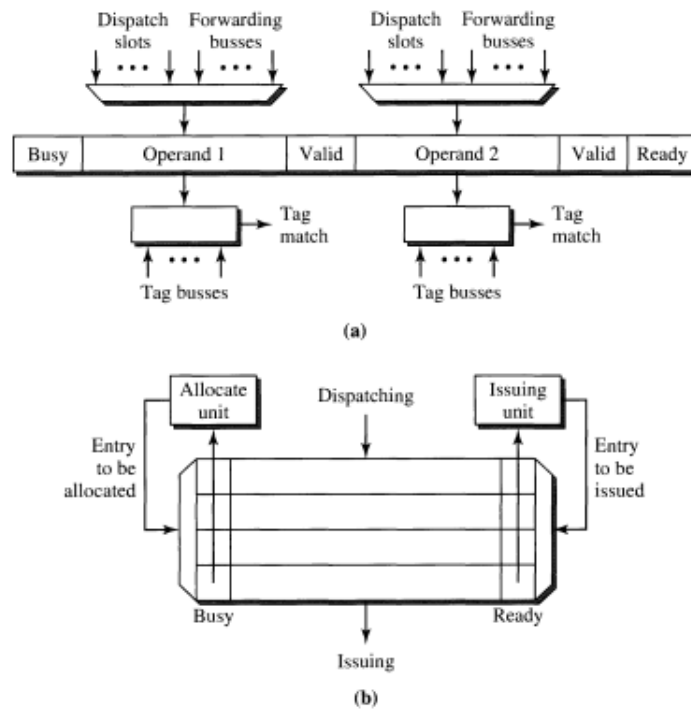 Dispatch slots
Forwarding busses
Dispatch slots
Forwarding busses
Busy
Operand 1
Valid
Operand 2
Valid
Ready
Tag match
Tag match
Tag busses
Tag busses
(a)
Allocate unit
Dispatching
Issuing unit
Entry to be allocated
Entry to be issued
Busy
Ready
Issuing
(b)